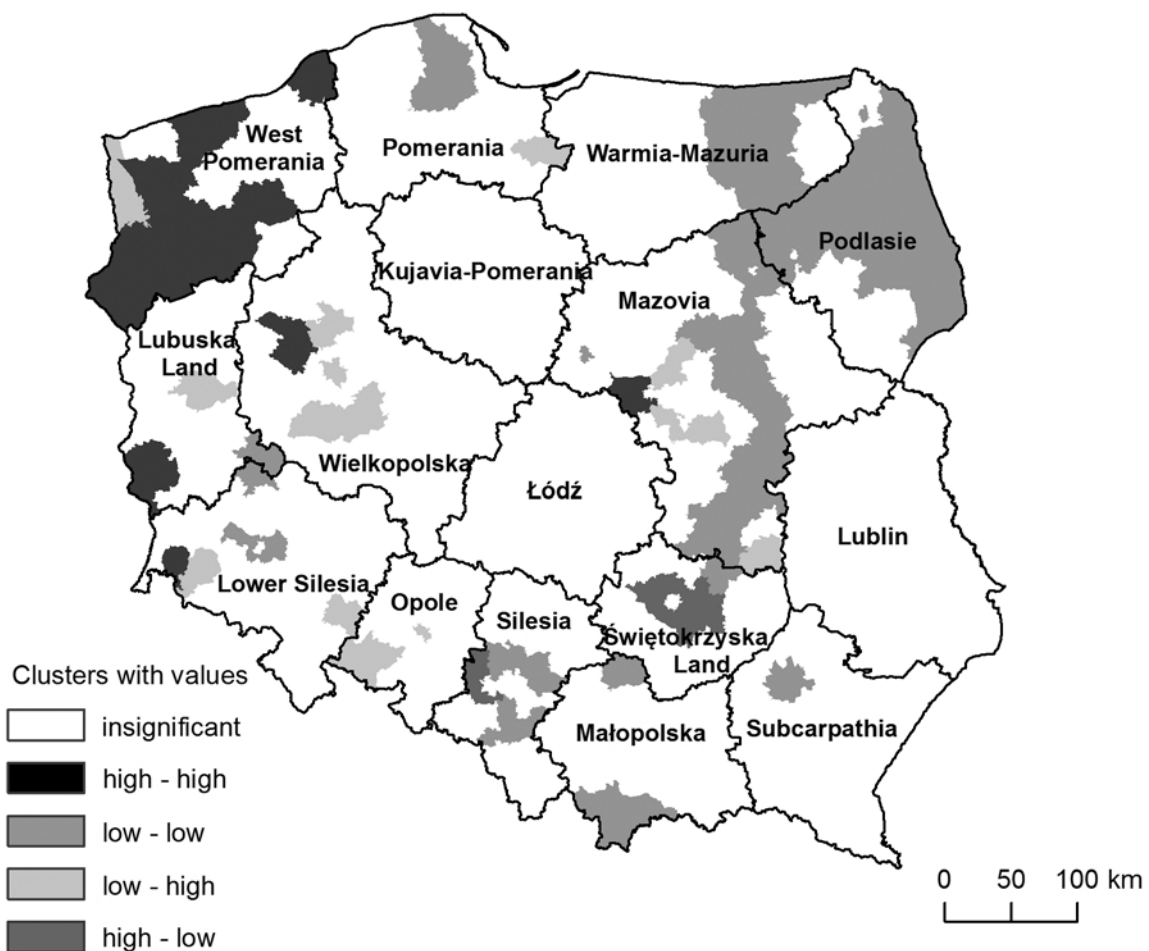 West
Pomerania
Pomerania
Warmia-Mazuria
Podlasie
Kujavia-Pomerania
Mazovia
Lubuska
Land
Wielkopolska
Łódź
Lublin
Lower Silesia
Opole
Silesia
Świętokrzyska
Land
Małopolska
Subcarpathia
Clusters with values
insignificant
high - high
low - low
low - high
high - low
0 50 100 km